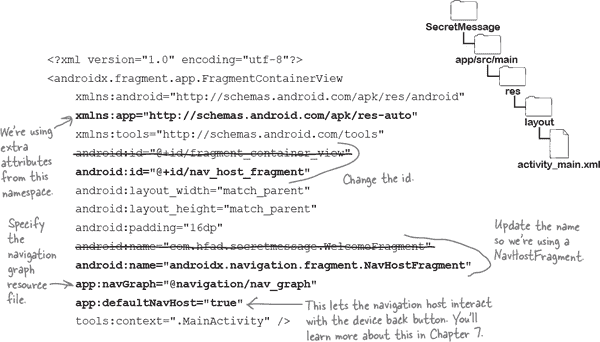 SecretMessage
app/src/main
res
layout
activity_main.xml
<?xml version="1.0" encoding="utf-8"?>
<androidx.fragment.app.FragmentContainerView
xmlns:android="http://schemas.android.com/apk/res/android"
xmlns:app="http://schemas.android.com/apk/res-auto"
xmlns:tools="http://schemas.android.com/tools"
android:id="@+id/fragment_container_view"
android:id="@+id/nav_host_fragment"
android:layout_width="match_parent"
android:layout_height="match_parent"
android:padding="16dp"
android:name="com.hfad.secretmessage.WelcomeFragment"
android:name="androidx.navigation.fragment.NavHostFragment"
app:navGraph="@navigation/nav_graph"
app:defaultNavHost="true"
tools:context=".MainActivity" />
We're using
extra
attributes
from this
namespace.
Change the id.
Specify
the
navigation
graph
resource
file.
Update the name
so we're using a
NavHostFragment.
This lets the navigation host interact
with the device back button. You'll
learn more about this in Chapter 7.